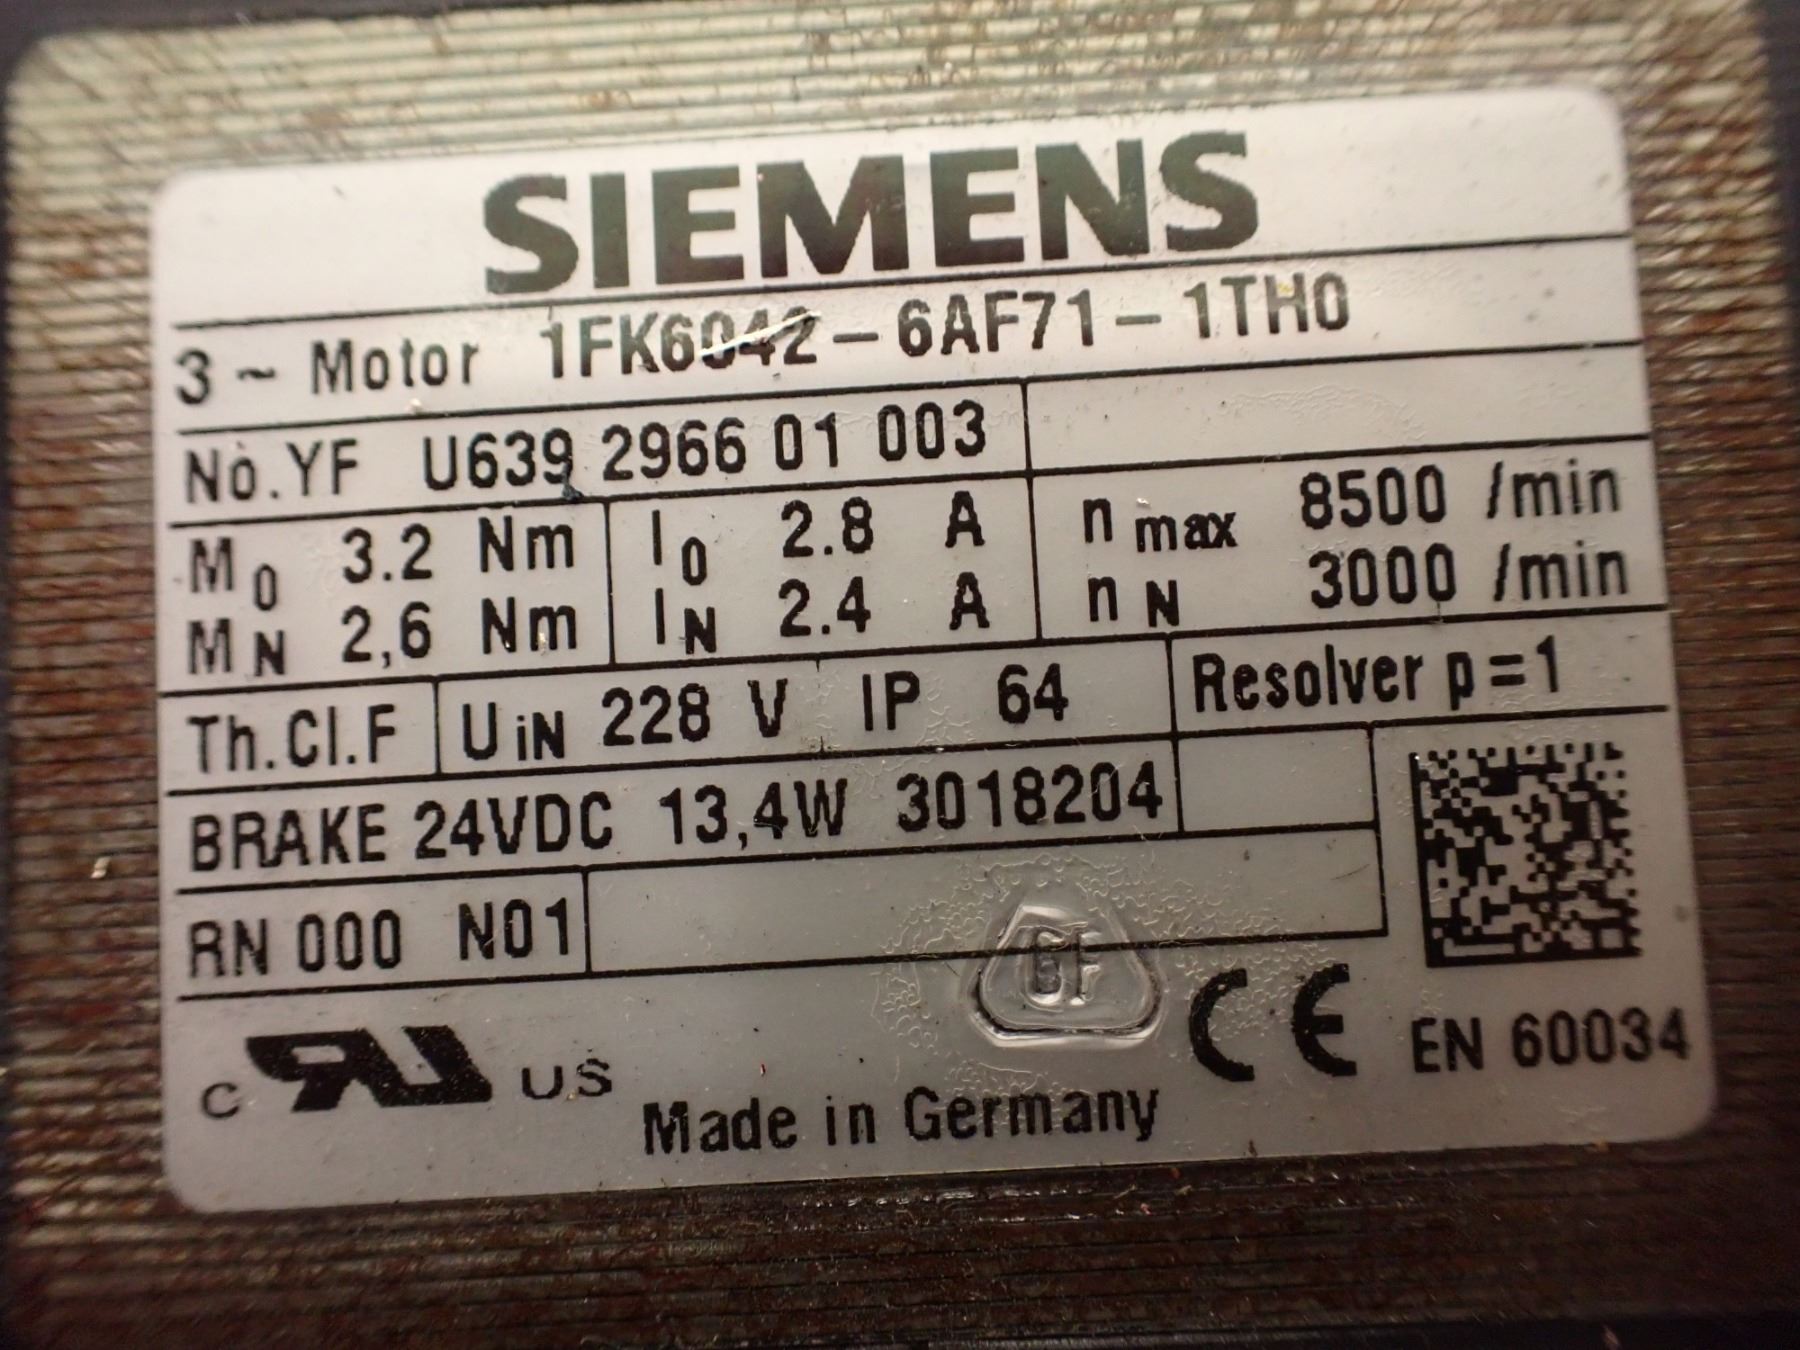 SIEMENS
3 ~ Motor 1FK6042 - 6AF71 - 1TH0
No. YF U639 2966 01 003
M0 3.2 Nm I0 2.8 A n max 8500 /min
MN 2,6 Nm IN 2.4 A n N 3000 /min
Th.Cl.F UiN 228 V IP 64 Resolver p=1
BRAKE 24VDC 13,4W 3018204
RN 000 N01
GF
c RU US CE EN 60034
Made in Germany